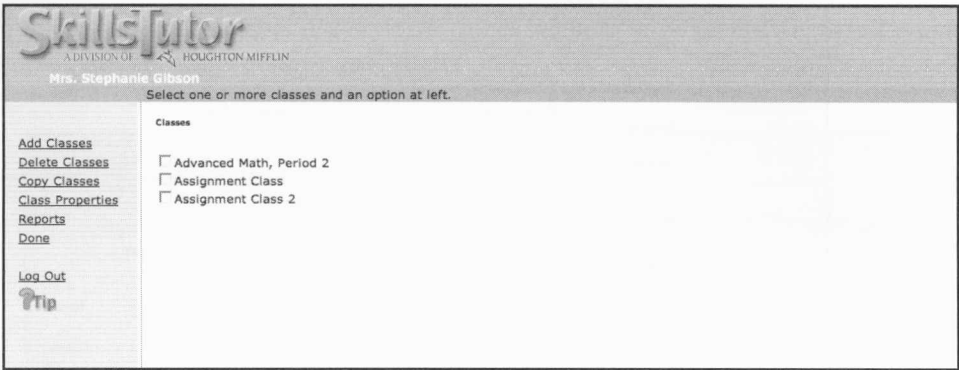 SkillsTutor
A DIVISION OF HOUGHTON MIFFLIN
Mrs. Stephanie Gibson
Select one or more classes and an option at left.
Classes
Add Classes
Delete Classes
Copy Classes
Class Properties
Reports
Done
Log Out
?Tip
Advanced Math, Period 2
Assignment Class
Assignment Class 2